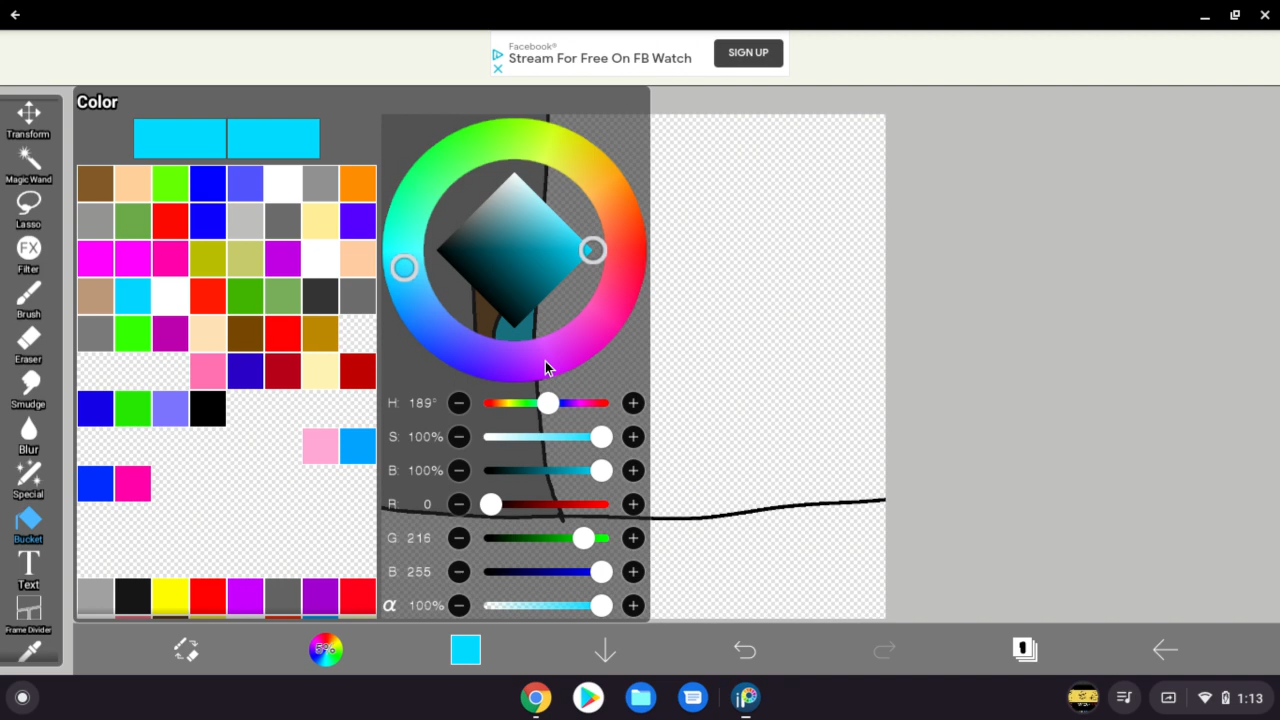 Facebook®
Stream For Free On FB Watch
SIGN UP
Color
Transform
Magic Wand
Lasso
FX
Filter
Brush
Eraser
Smudge
Blur
Special
Bucket
T
Text
Frame Divider
H: 189°
S: 100%
B: 100%
R: 0
G: 216
B: 255
α 100%
1:13